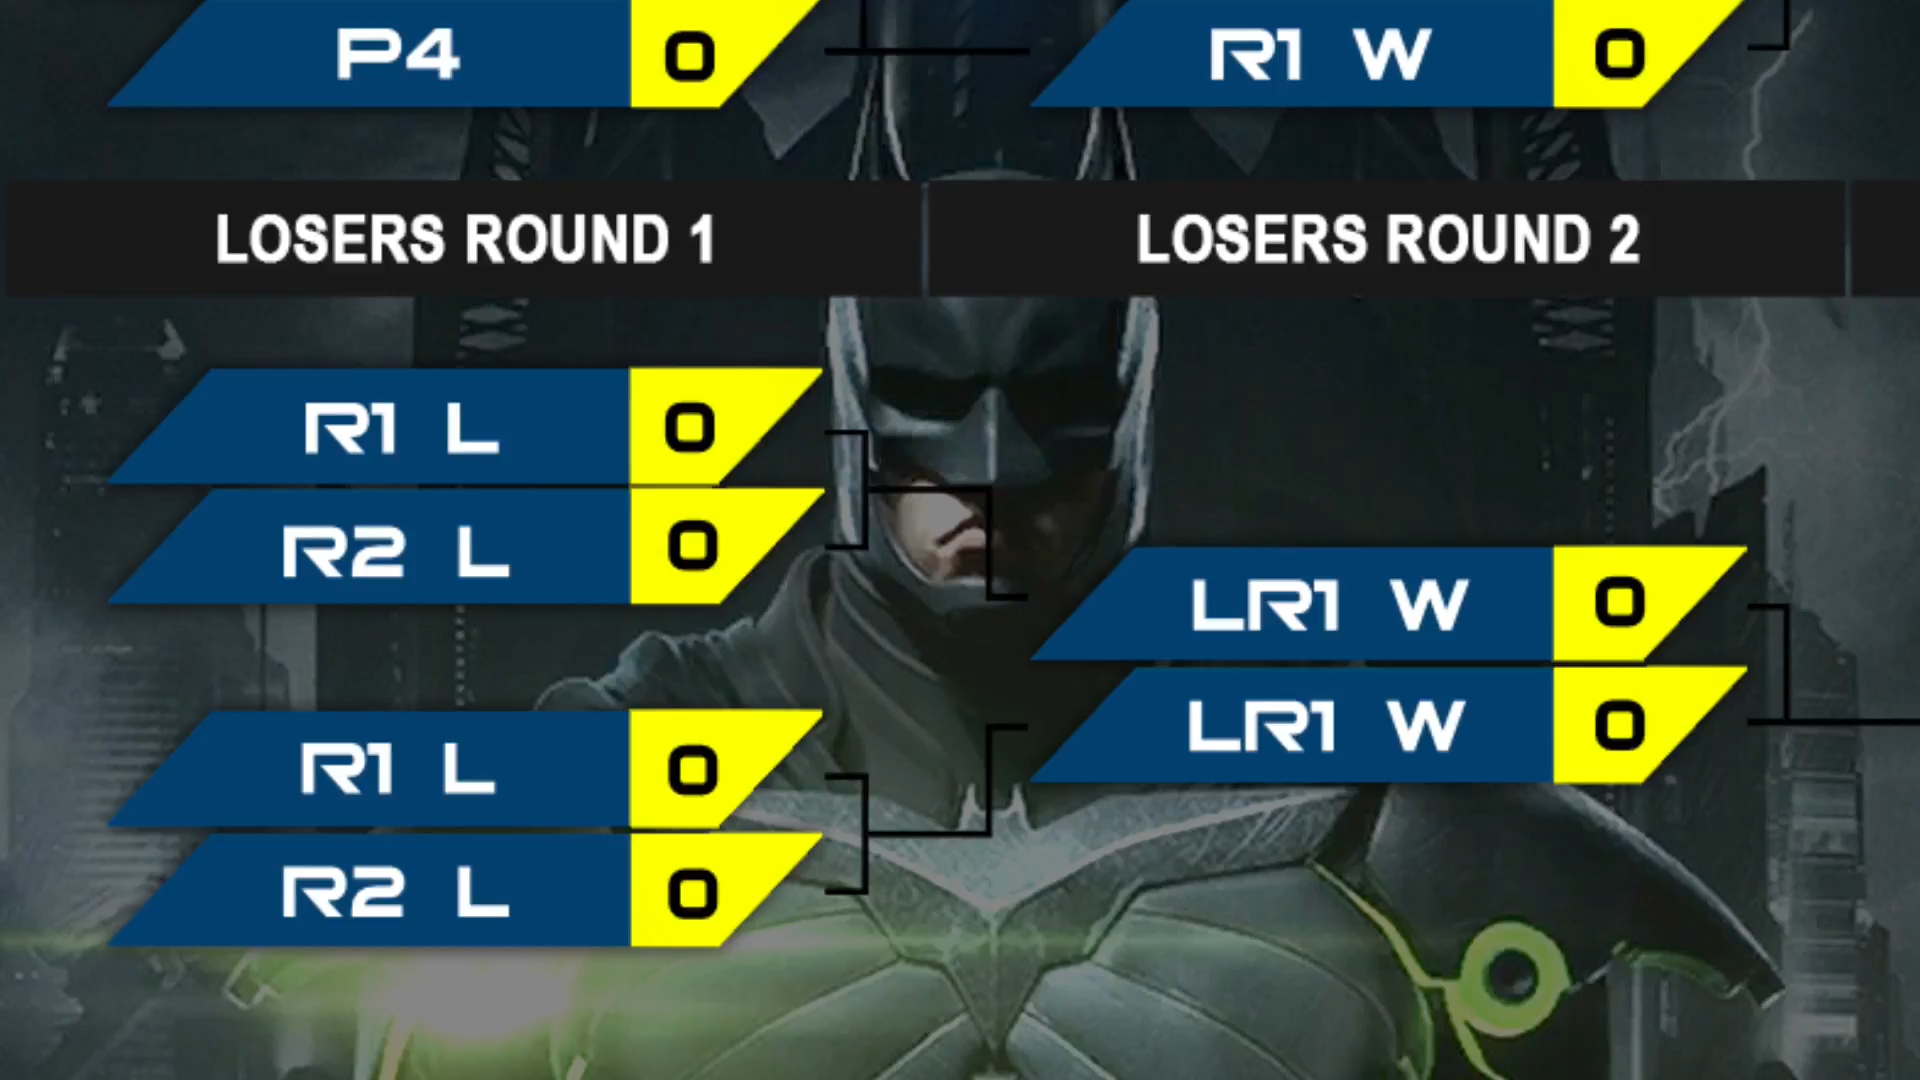 P4 0
R1 W 0
LOSERS ROUND 1
LOSERS ROUND 2
R1 L 0
R2 L 0
LR1 W 0
LR1 W 0
R1 L 0
R2 L 0